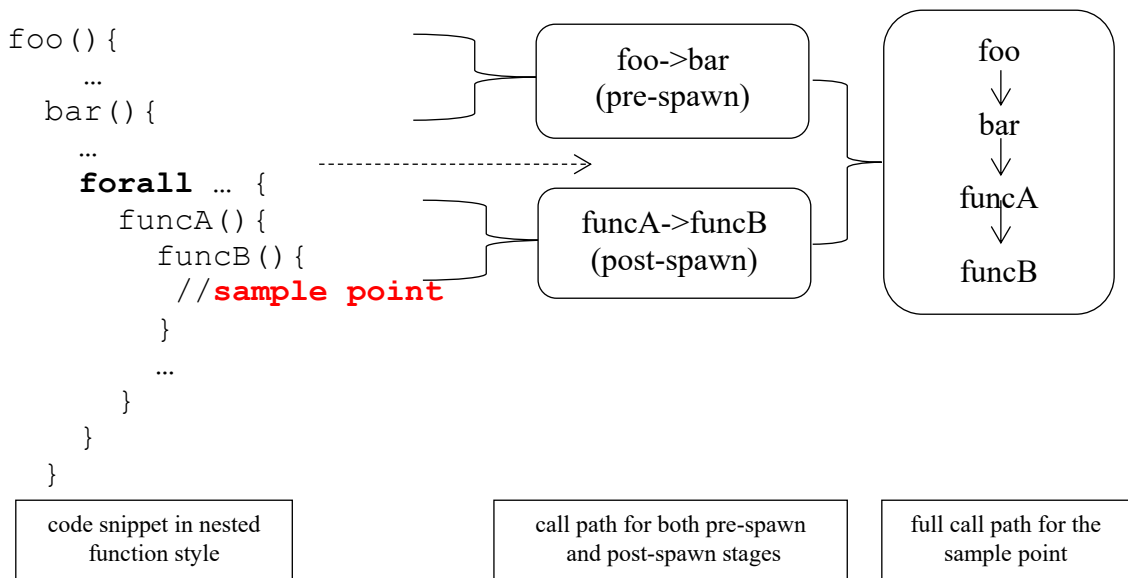 foo(){
…
bar(){
…
forall … {
funcA(){
funcB(){
//sample point
}
…
}
}
}
foo->bar
(pre-spawn)
funcA->funcB
(post-spawn)
foo
bar
funcA
funcB
code snippet in nested
function style
call path for both pre-spawn
and post-spawn stages
full call path for the
sample point